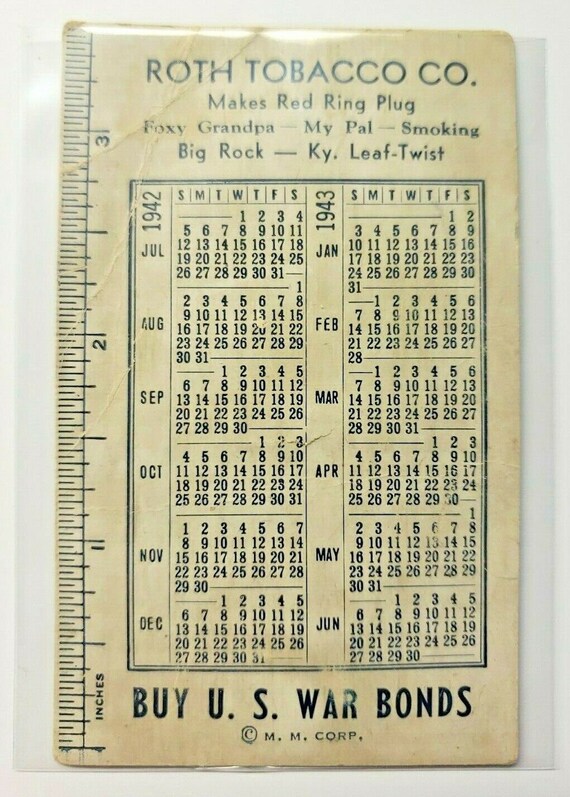 ROTH TOBACCO CO.
Makes Red Ring Plug
Foxy Grandpa — My Pal — Smoking
Big Rock — Ky. Leaf-Twist
1942 S M T W T F S
JUL
1 2 3 4
5 6 7 8 9 10 11
12 13 14 15 16 17 18
19 20 21 22 23 24 25
26 27 28 29 30 31
AUG
1
2 3 4 5 6 7 8
9 10 11 12 13 14 15
16 17 18 19 20 21 22
23 24 25 26 27 28 29
30 31
SEP
1 2 3 4 5
6 7 8 9 10 11 12
13 14 15 16 17 18 19
20 21 22 23 24 25 26
27 28 29 30
OCT
1 2 3
4 5 6 7 8 9 10
11 12 13 14 15 16 17
18 19 20 21 22 23 24
25 26 27 28 29 30 31
NOV
1 2 3 4 5 6 7
8 9 10 11 12 13 14
15 16 17 18 19 20 21
22 23 24 25 26 27 28
29 30
DEC
1 2 3 4 5
6 7 8 9 10 11 12
13 14 15 16 17 18 19
20 21 22 23 24 25 26
27 28 29 30 31
1943 S M T W T F S
JAN
1 2
3 4 5 6 7 8 9
10 11 12 13 14 15 16
17 18 19 20 21 22 23
24 25 26 27 28 29 30
31
FEB
1 2 3 4 5 6
7 8 9 10 11 12 13
14 15 16 17 18 19 20
21 22 23 24 25 26 27
28
MAR
1 2 3 4 5 6
7 8 9 10 11 12 13
14 15 16 17 18 19 20
21 22 23 24 25 26 27
28 29 30 31
APR
1 2 3
4 5 6 7 8 9 10
11 12 13 14 15 16 17
18 19 20 21 22 23 24
25 26 27 28 29 30
MAY
1
2 3 4 5 6 7 8
9 10 11 12 13 14 15
16 17 18 19 20 21 22
23 24 25 26 27 28 29
30 31
JUN
1 2 3 4 5
6 7 8 9 10 11 12
13 14 15 16 17 18 19
20 21 22 23 24 25 26
27 28 29 30
BUY U. S. WAR BONDS
© M. M. CORP.
3
2
1
INCHES